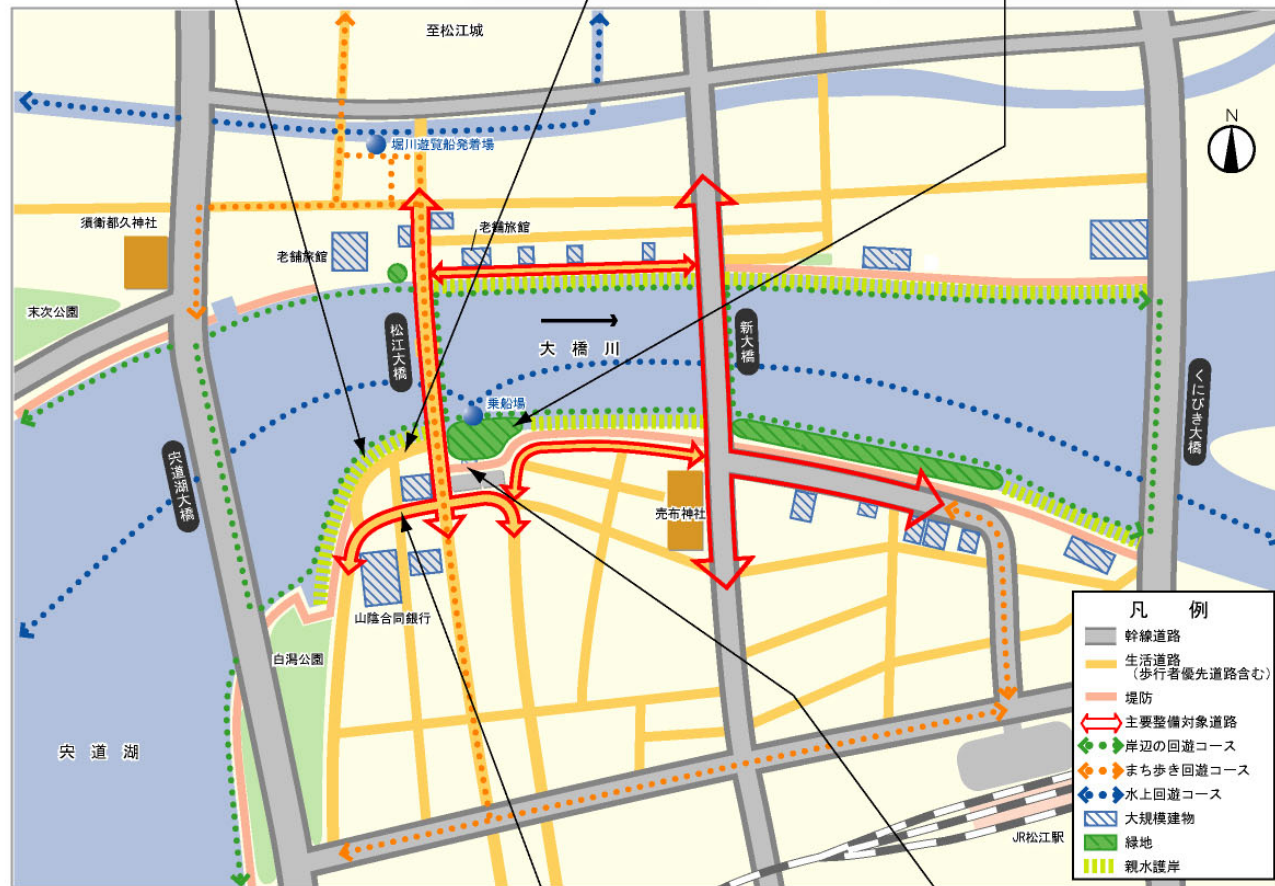 至松江城
N
堀川遊覧船発着場
須衛都久神社
老舗旅館
老舗旅館
末次公園
松江大橋
大橋川
新大橋
くにびき大橋
乗船場
宍道湖大橋
売布神社
山陰合同銀行
白潟公園
宍道湖
JR松江駅
凡例
幹線道路
生活道路
(歩行者優先道路含む)
堤防
主要整備対象道路
岸辺の回遊コース
まち歩き回遊コース
水上回遊コース
大規模建物
緑地
親水護岸